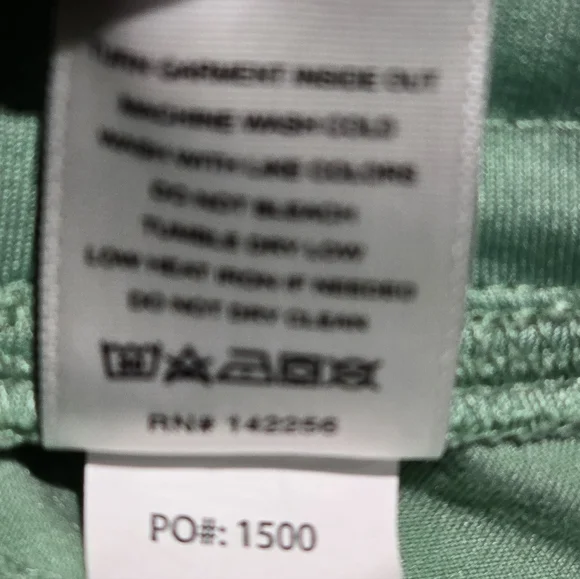 TURN GARMENT INSIDE OUT
MACHINE WASH COLD
WASH WITH LIKE COLORS
DO NOT BLEACH
TUMBLE DRY LOW
LOW HEAT IRON IF NEEDED
DO NOT DRY CLEAN
RN# 142256
PO#: 1500